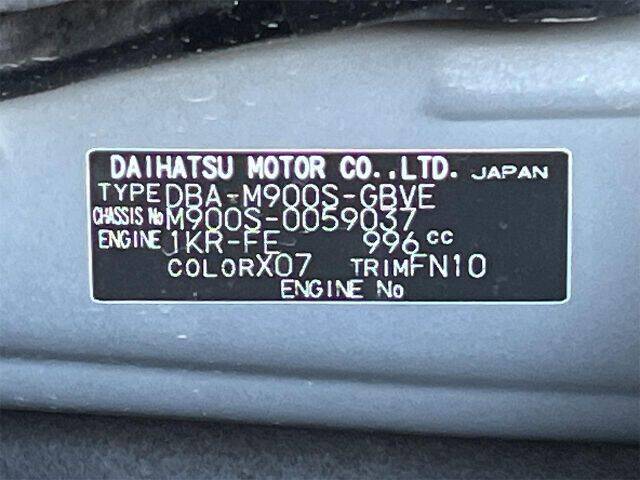 DAIHATSU MOTOR CO.,LTD. JAPAN
TYPE DBA-M900S-GBVE
CHASSIS No M900S-0059037
ENGINE 1KR-FE 996 cc
COLOR X07 TRIM FN10
ENGINE No